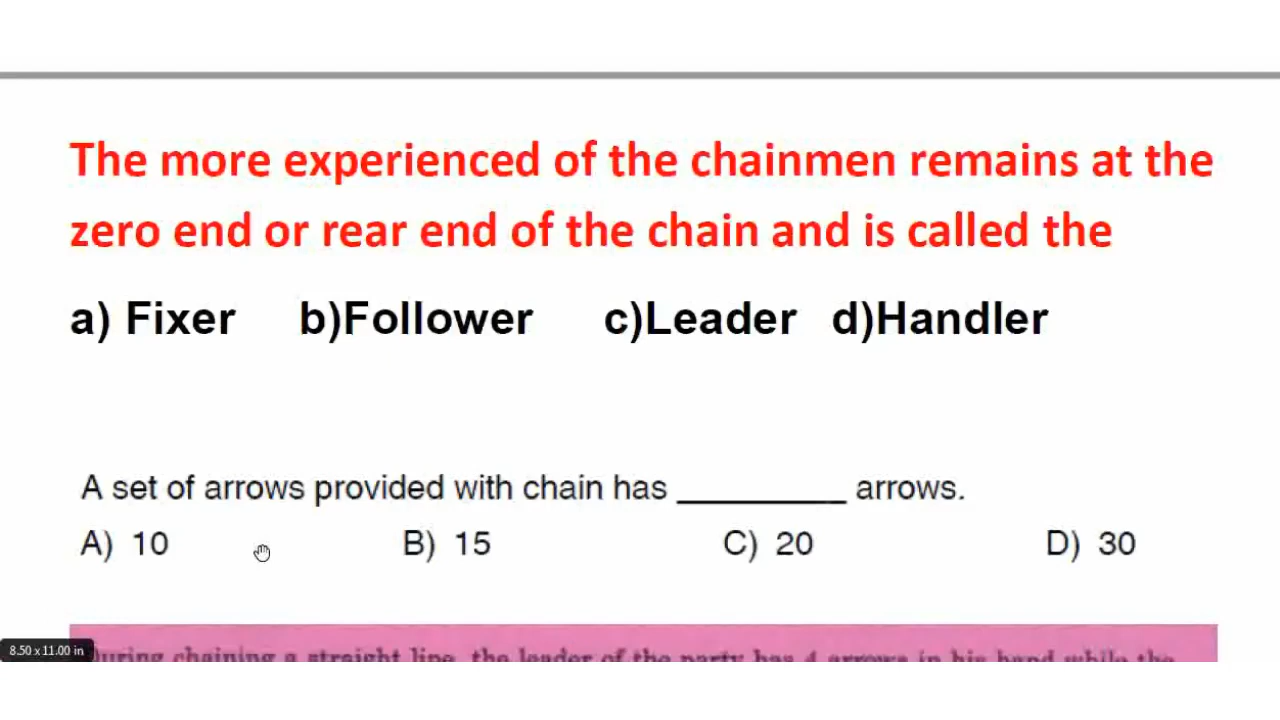 The more experienced of the chainmen remains at the
zero end or rear end of the chain and is called the
a) Fixer b)Follower c)Leader d)Handler
A set of arrows provided with chain has _________ arrows.
A) 10 B) 15 C) 20 D) 30
8.50 x 11.00 in
During chaining a straight line, the leader of the party has 4 arrows in his hand while the